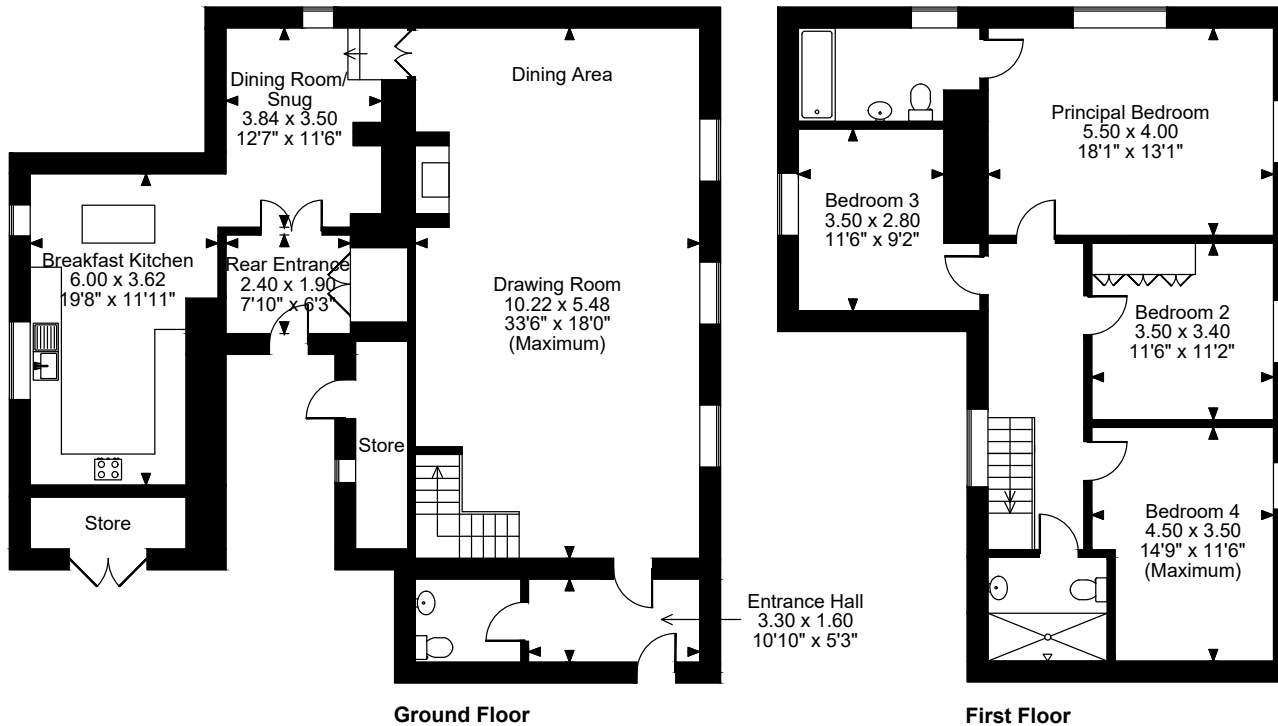 Dining Room/
Snug
3.84 x 3.50
12'7" x 11'6"
Dining Area
Breakfast Kitchen
6.00 x 3.62
19'8" x 11'11"
Rear Entrance
2.40 x 1.90
7'10" x 6'3"
Drawing Room
10.22 x 5.48
33'6" x 18'0"
(Maximum)
Store
Store
Entrance Hall
3.30 x 1.60
10'10" x 5'3"
Ground Floor
Principal Bedroom
5.50 x 4.00
18'1" x 13'1"
Bedroom 3
3.50 x 2.80
11'6" x 9'2"
Bedroom 2
3.50 x 3.40
11'6" x 11'2"
Bedroom 4
4.50 x 3.50
14'9" x 11'6"
(Maximum)
First Floor